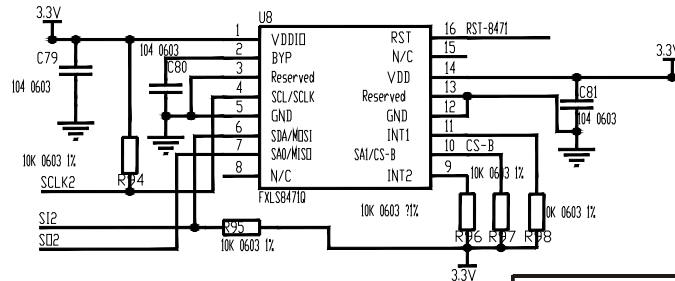 3.3V
U8
C79
104 0603
1 VDDIO
RST 16 RST-8471
104 0603
C80
2 BYP
N/C 15
3.3V
3 Reserved
VDD 14
4 SCL/SCLK
Reserved 13
C81
104 0603
5 GND
GND 12
6 SDA/MOSI
INT1 11
7 SA0/MISO
SA1/CS-B 10 CS-B
8 N/C
INT2 9
10K 0603 1%
R94
10K 0603 1%
SCLK2
FXLS8471Q
10K 0603 ?1%
0K 0603 1%
SI2
R95
R96 R97 R98
SO2
10K 0603 1%
3.3V